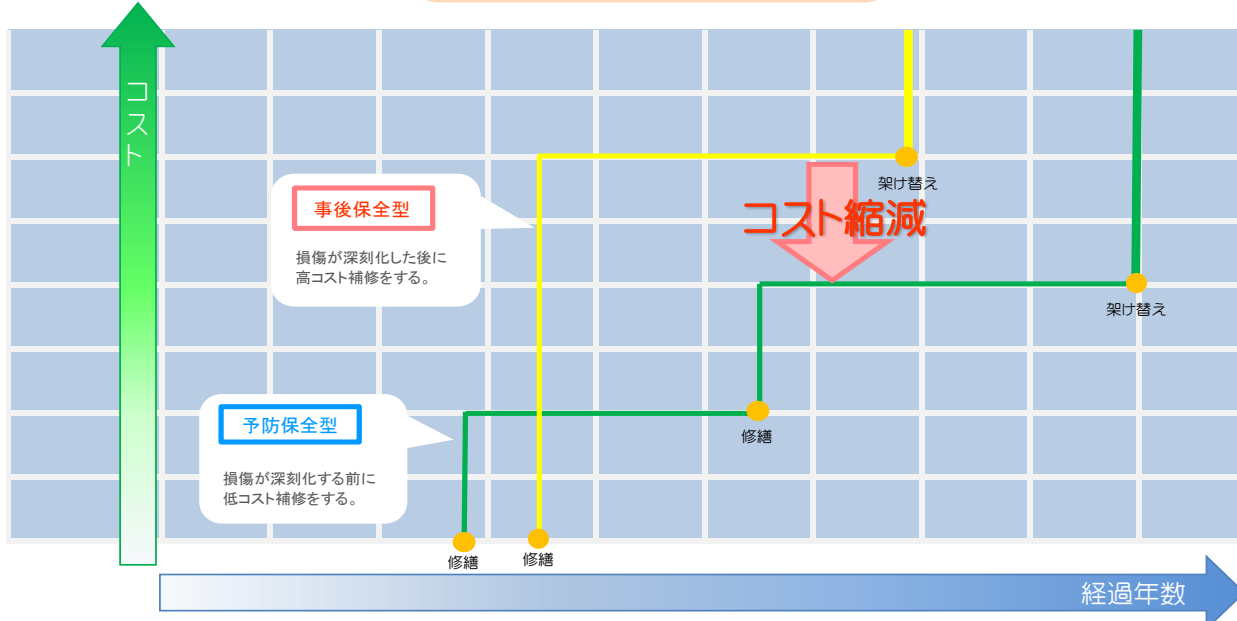 コスト
事後保全型
損傷が深刻化した後に
高コスト補修をする。
架け替え
コスト縮減
架け替え
予防保全型
損傷が深刻化する前に
低コスト補修をする。
修繕
修繕
修繕
経過年数